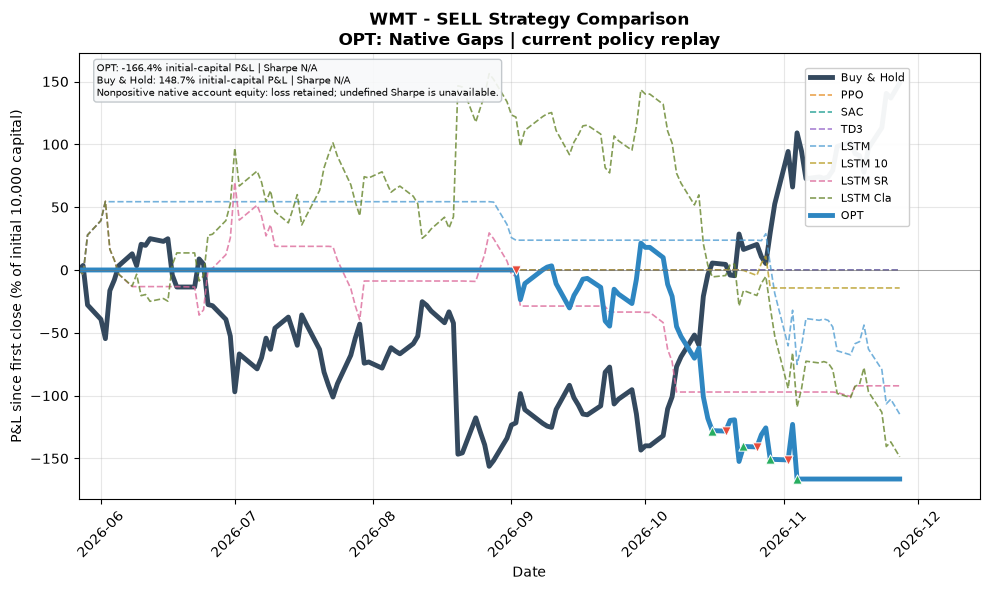 WMT - SELL Strategy Comparison
OPT: Native Gaps | current policy replay
OPT: -166.4% initial-capital P&L | Sharpe N/A
Buy & Hold: 148.7% initial-capital P&L | Sharpe N/A
Nonpositive native account equity: loss retained; undefined Sharpe is unavailable.
Buy & Hold
PPO
SAC
TD3
LSTM
LSTM 10
LSTM SR
LSTM Cla
OPT
P&L since first close (% of initial 10,000 capital)
150
100
50
0
−50
−100
−150
2026-06
2026-07
2026-08
2026-09
2026-10
2026-11
2026-12
Date